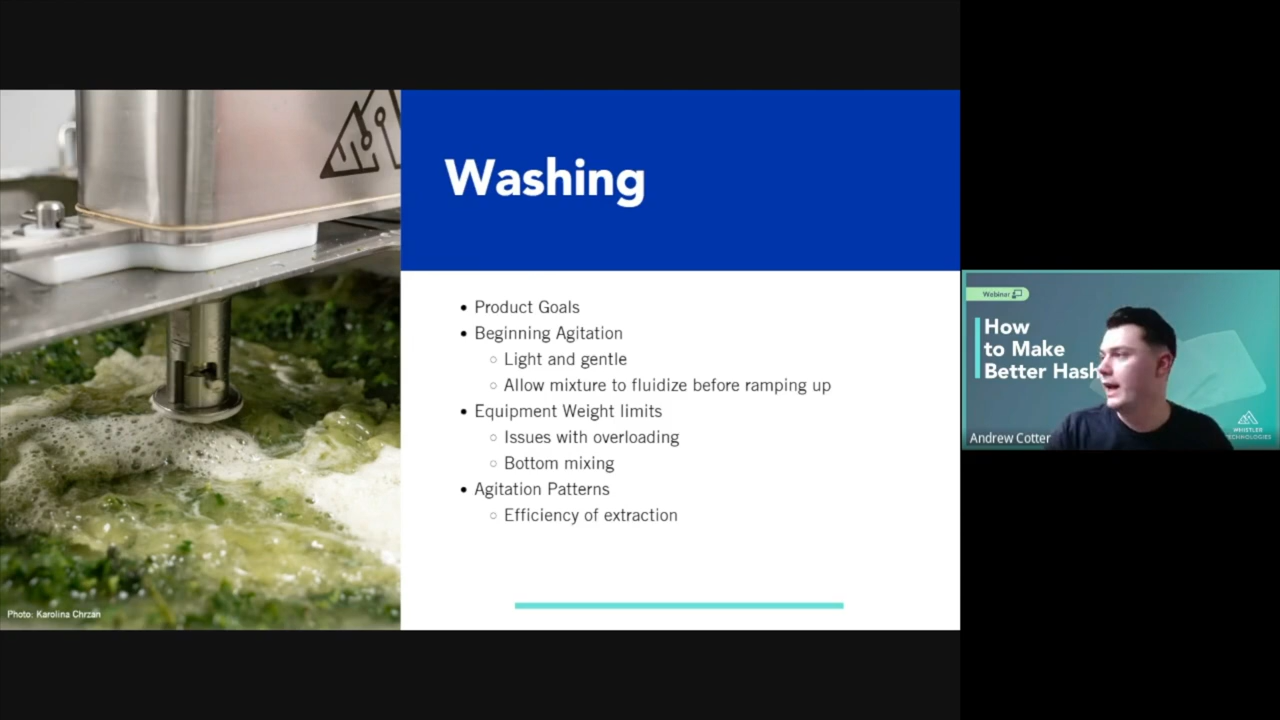 Washing
• Product Goals
• Beginning Agitation
○ Light and gentle
○ Allow mixture to fluidize before ramping up
• Equipment Weight limits
○ Issues with overloading
○ Bottom mixing
• Agitation Patterns
○ Efficiency of extraction
Photo: Karolina Chrzan
Webinar
How
to Make
Better Hash
Andrew Cotter
WHISTLER
TECHNOLOGIES